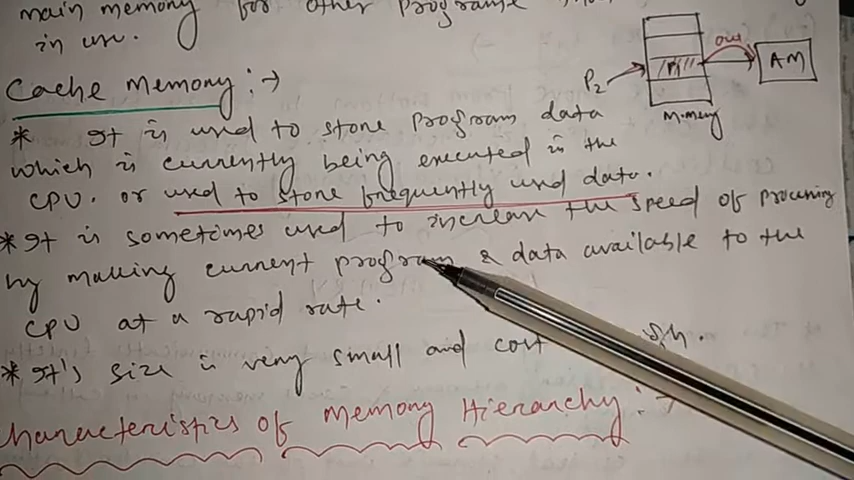 main memory for other programs
in use.
Cache Memory :→
P₂
out
AM
M.memory
* It is used to store program data
which is currently being executed in the
CPU. or used to store frequently used data.
* It is sometimes used to increase the speed of processing
by making current program & data available to the
CPU at a rapid rate.
* It's size is very small and cost
Characteristics of Memory Hierarchy :→